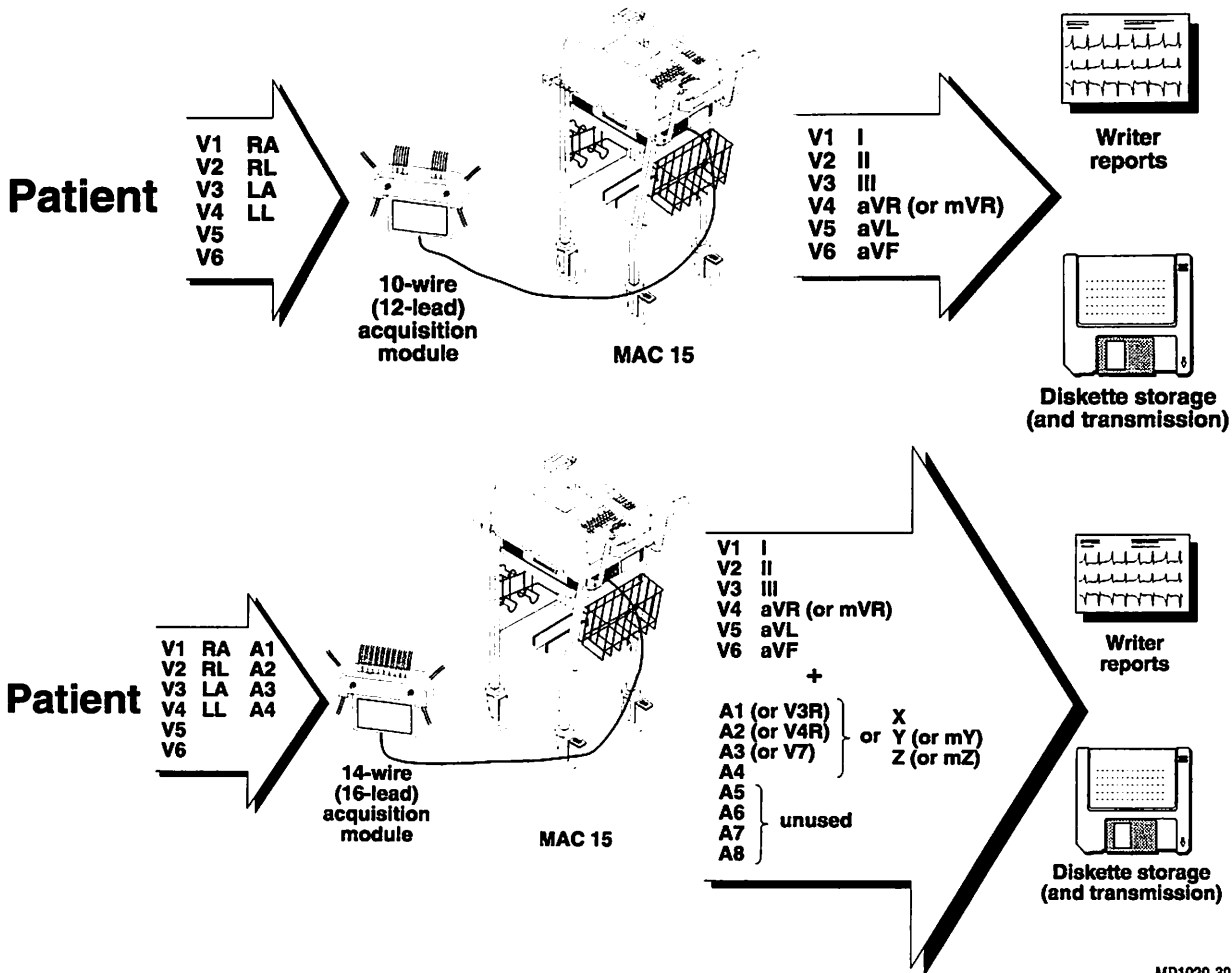 Patient
V1 RA
V2 RL
V3 LA
V4 LL
V5
V6
10-wire
(12-lead)
acquisition
module
MAC 15
V1 I
V2 II
V3 III
V4 aVR (or mVR)
V5 aVL
V6 aVF
Writer
reports
Diskette storage
(and transmission)
Patient
V1 RA A1
V2 RL A2
V3 LA A3
V4 LL A4
V5
V6
14-wire
(16-lead)
acquisition
module
MAC 15
V1 I
V2 II
V3 III
V4 aVR (or mVR)
V5 aVL
V6 aVF
+
A1 (or V3R)
A2 (or V4R)
A3 (or V7)
A4
or
X
Y (or mY)
Z (or mZ)
A5
A6
A7
A8
unused
Writer
reports
Diskette storage
(and transmission)